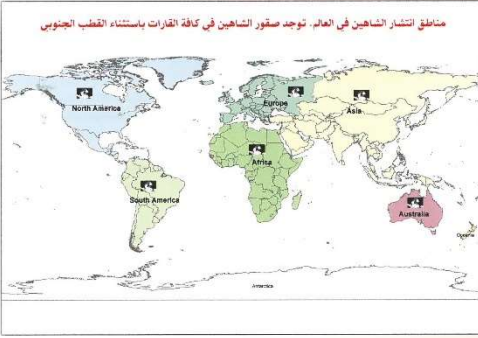 مناطق انتشار الشاهين في العالم. توجد صقور الشاهين في كافة القارات باستثناء القطب الجنوبي
North America
Europe
Asia
Africa
South America
Australia
Oceania
Antarctica